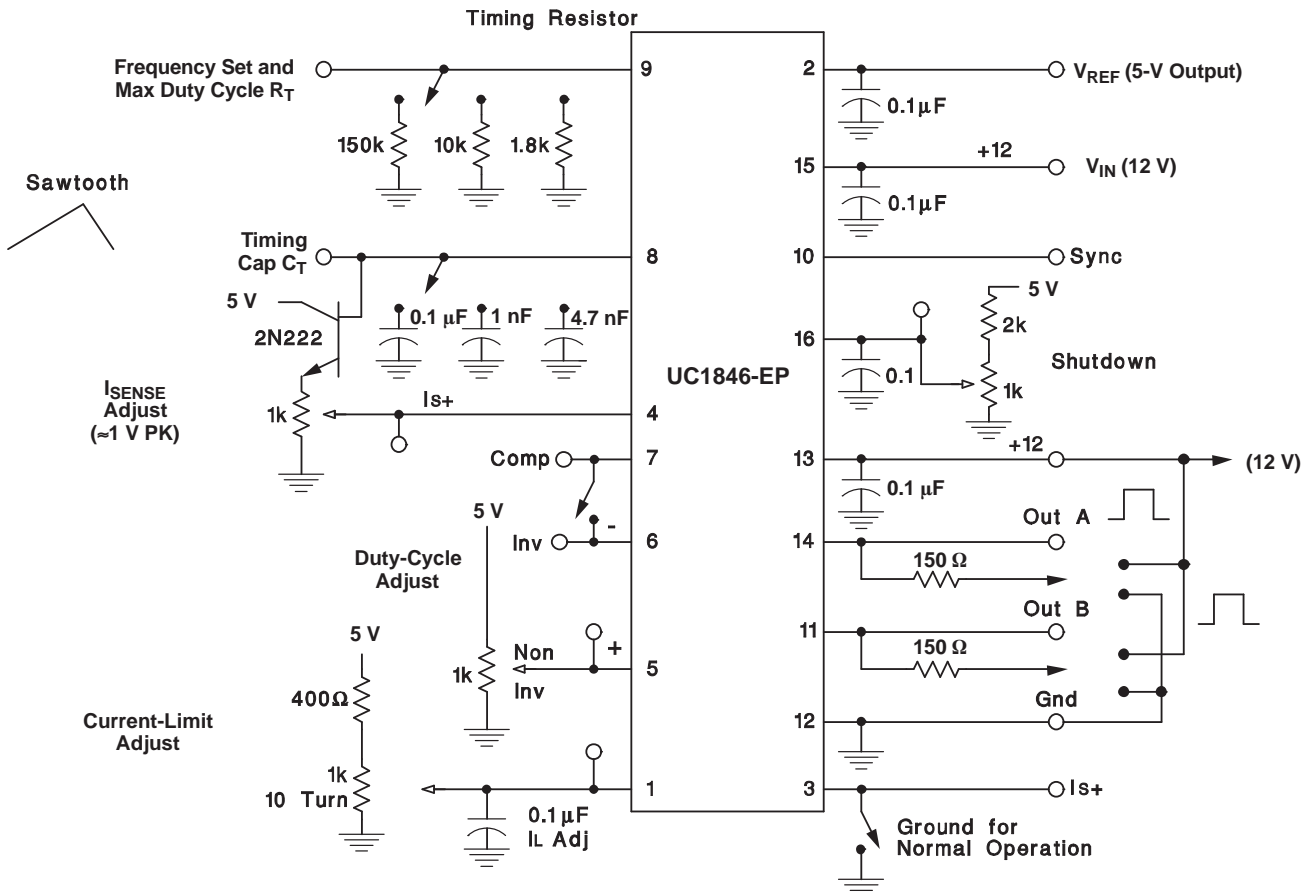 Timing Resistor
Frequency Set and
Max Duty Cycle RT
9
150k
10k
1.8k
Sawtooth
Timing
Cap CT
8
5 V
2N222
0.1 µF
1 nF
4.7 nF
ISENSE
Adjust
(≈1 V PK)
1k
Is+
4
Comp
7
5 V
-
Inv
6
Duty-Cycle
Adjust
1k
Non
Inv
+
5
5 V
400Ω
Current-Limit
Adjust
1k
10 Turn
1
0.1 µF
IL Adj
UC1846-EP
2
VREF (5-V Output)
0.1µF
15
+12
VIN (12 V)
0.1µF
10
Sync
5 V
2k
16
0.1
1k
Shutdown
13
+12
(12 V)
0.1 µF
Out A
14
150 Ω
Out B
11
150 Ω
Gnd
12
3
Is+
Ground for
Normal Operation